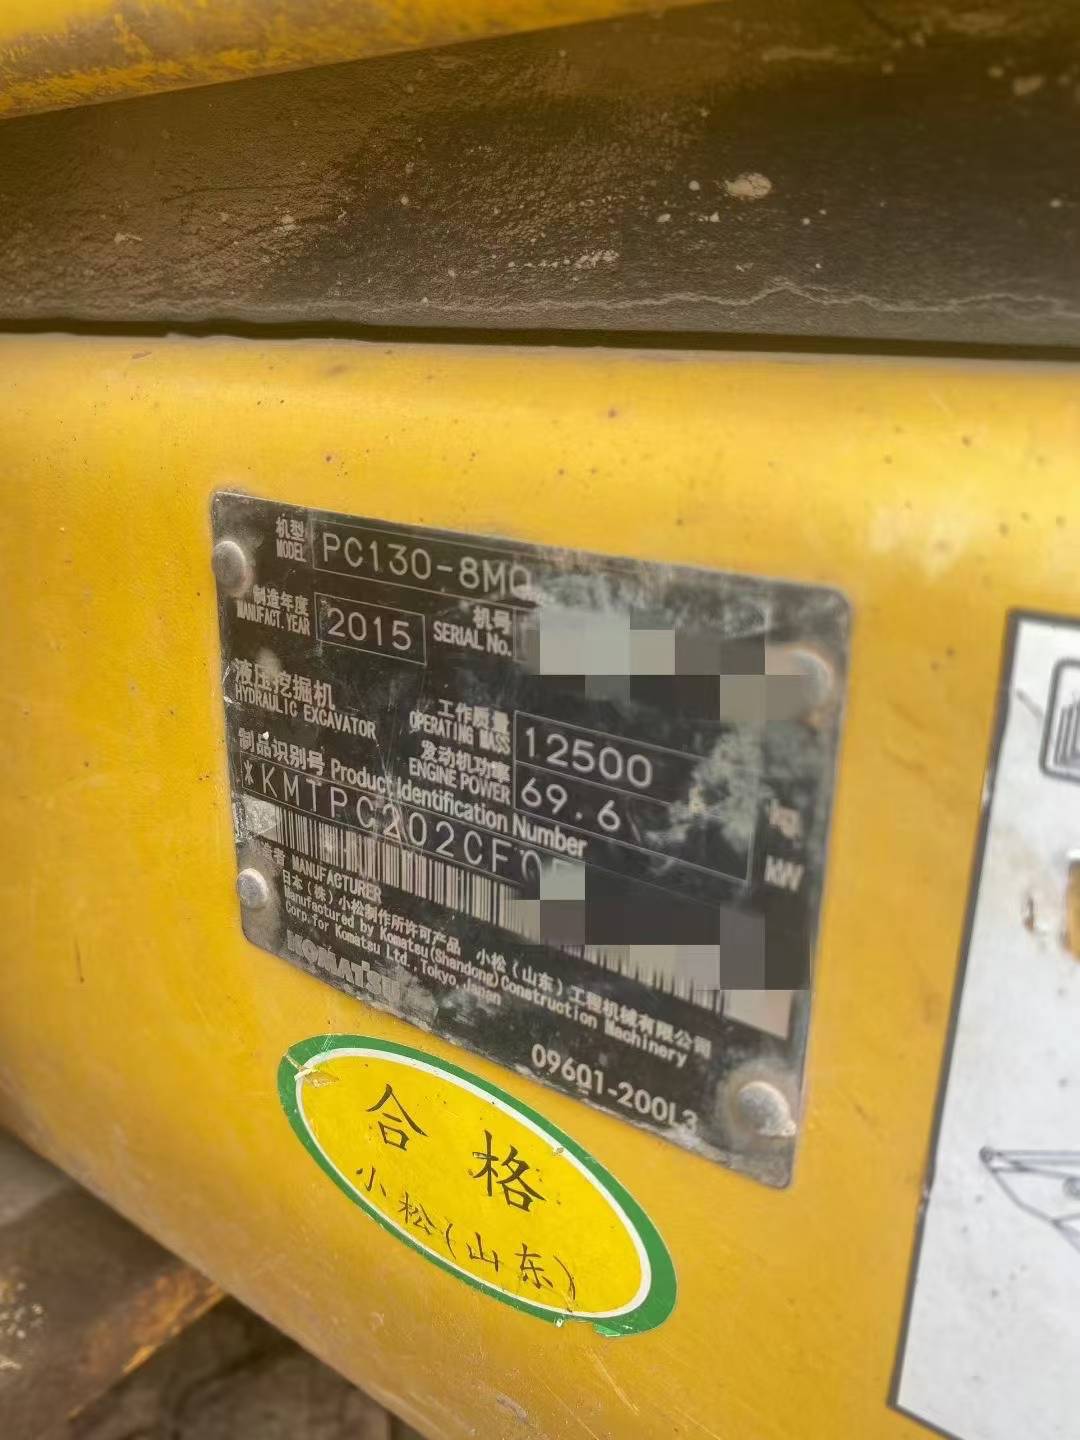 机型 MODEL PC130-8MO
制造年度 MANUFACT. YEAR 2015 机号 SERIAL No.
液压挖掘机
HYDRAULIC EXCAVATOR
工作质量 OPERATING MASS 12500 kg
发动机功率 ENGINE POWER 69.6 kW
制品识别号 Product Identification Number
*KMTPC202CF0
制造者 MANUFACTURER
日本(株)小松制作所许可产品 小松(山东)工程机械有限公司
Manufactured by Komatsu(Shandong)Construction Machinery
Corp. for Komatsu Ltd., Tokyo, Japan
KOMATSU
09601-200L3
合格
小松(山东)